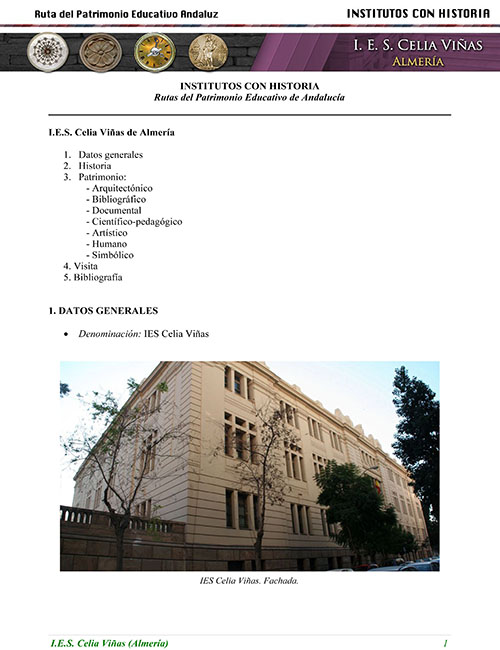 Ruta del Patrimonio Educativo Andaluz
INSTITUTOS CON HISTORIA
I. E. S. CELIA VIÑAS
ALMERÍA
INSTITUTOS CON HISTORIA
Rutas del Patrimonio Educativo de Andalucía
I.E.S. Celia Viñas de Almería
1. Datos generales
2. Historia
3. Patrimonio:
- Arquitectónico
- Bibliográfico
- Documental
- Científico-pedagógico
- Artístico
- Humano
- Simbólico
4. Visita
5. Bibliografía
1. DATOS GENERALES
• Denominación: IES Celia Viñas
IES Celia Viñas. Fachada.
I.E.S. Celia Viñas (Almería)
1